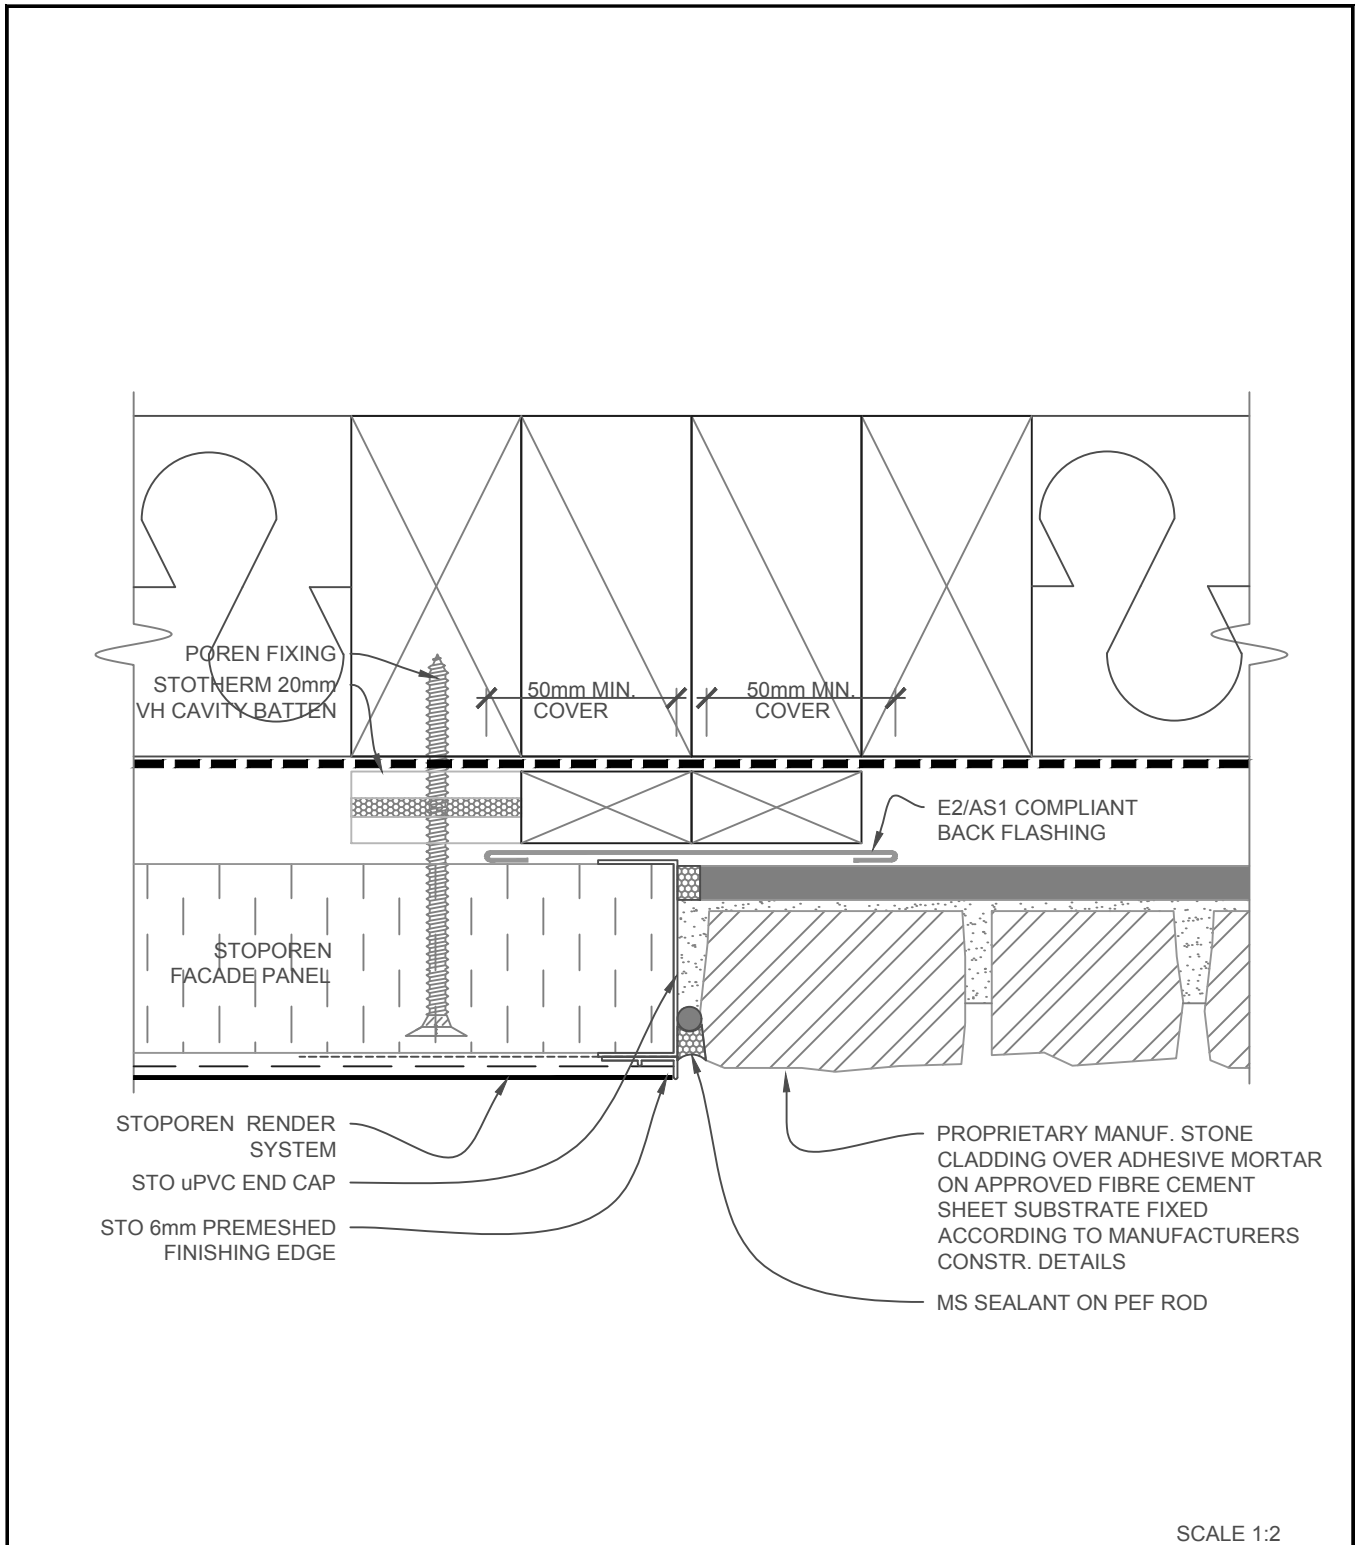 POREN FIXING
STOTHERM 20mm
VH CAVITY BATTEN
50mm MIN.
COVER
50mm MIN.
COVER
E2/AS1 COMPLIANT
BACK FLASHING
STOPOREN
FACADE PANEL
STOPOREN RENDER
SYSTEM
STO uPVC END CAP
STO 6mm PREMESHED
FINISHING EDGE
PROPRIETARY MANUF. STONE
CLADDING OVER ADHESIVE MORTAR
ON APPROVED FIBRE CEMENT
SHEET SUBSTRATE FIXED
ACCORDING TO MANUFACTURERS
CONSTR. DETAILS
MS SEALANT ON PEF ROD
SCALE 1:2